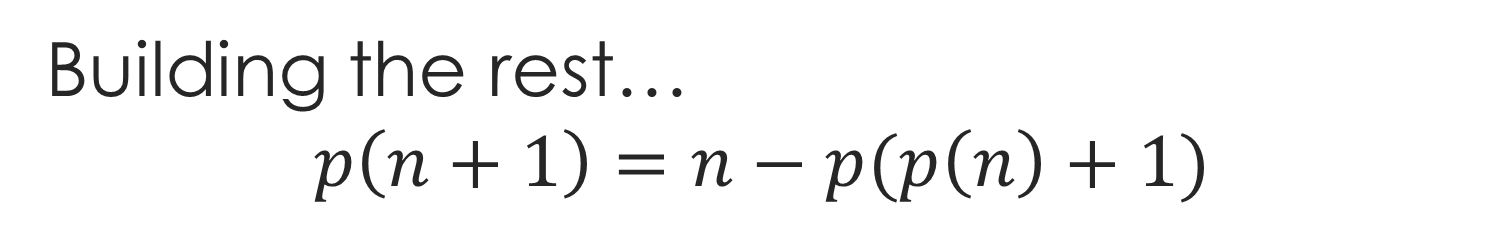 Building the rest…
p(n + 1) = n − p(p(n) + 1)